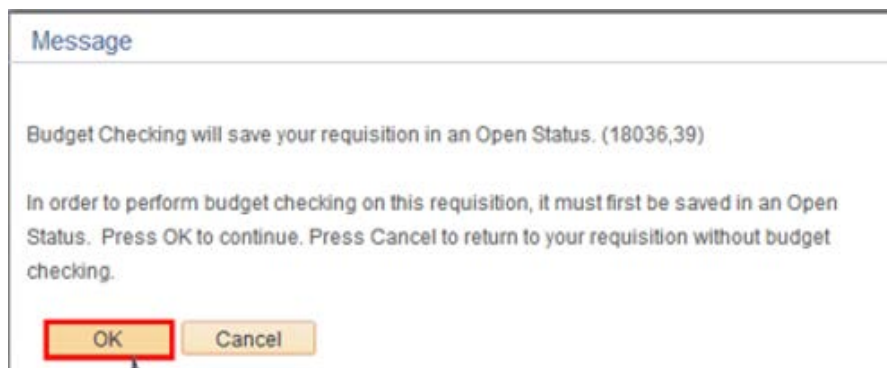 Message
Budget Checking will save your requisition in an Open Status. (18036,39)
In order to perform budget checking on this requisition, it must first be saved in an Open
Status. Press OK to continue. Press Cancel to return to your requisition without budget
checking.
OK Cancel